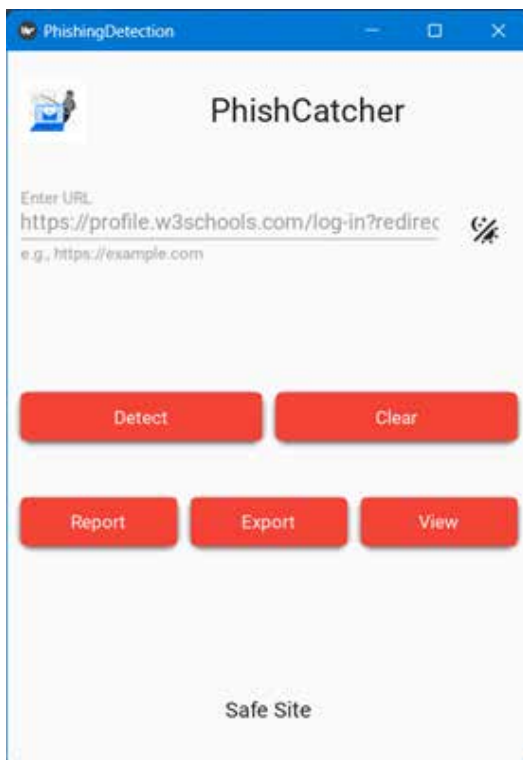 PhishingDetection
PhishCatcher
Enter URL
https://profile.w3schools.com/log-in?redirec
e.g., https://example.com
Detect Clear
Report Export View
Safe Site